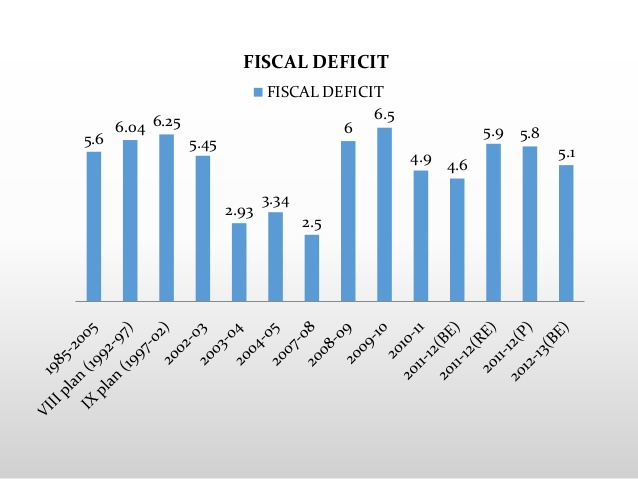 FISCAL DEFICIT
FISCAL DEFICIT
5.6
6.04
6.25
5.45
2.93
3.34
2.5
6
6.5
4.9
4.6
5.9
5.8
5.1
1985-2005
VIII plan (1992-97)
IX plan (1997-02)
2002-03
2003-04
2004-05
2007-08
2008-09
2009-10
2010-11
2011-12(BE)
2011-12(RE)
2011-12(P)
2012-13(BE)